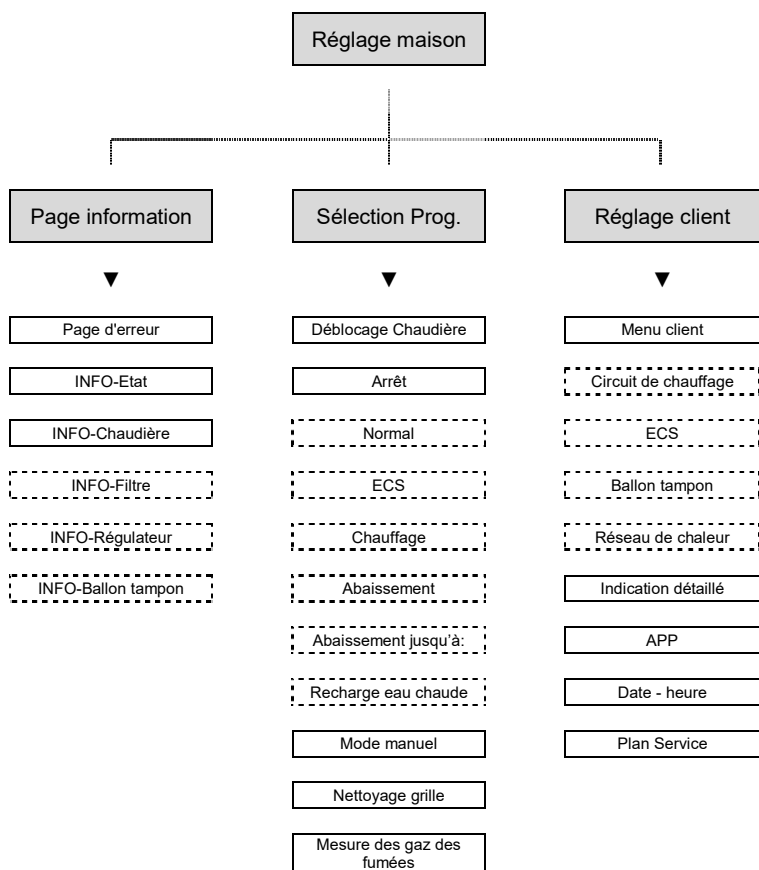 Réglage maison
Page information
Sélection Prog.
Réglage client
Page d'erreur
INFO-Etat
INFO-Chaudière
INFO-Filtre
INFO-Régulateur
INFO-Ballon tampon
Déblocage Chaudière
Arrêt
Normal
ECS
Chauffage
Abaissement
Abaissement jusqu’à:
Recharge eau chaude
Mode manuel
Nettoyage grille
Mesure des gaz des
fumées
Menu client
Circuit de chauffage
ECS
Ballon tampon
Réseau de chaleur
Indication détaillé
APP
Date - heure
Plan Service